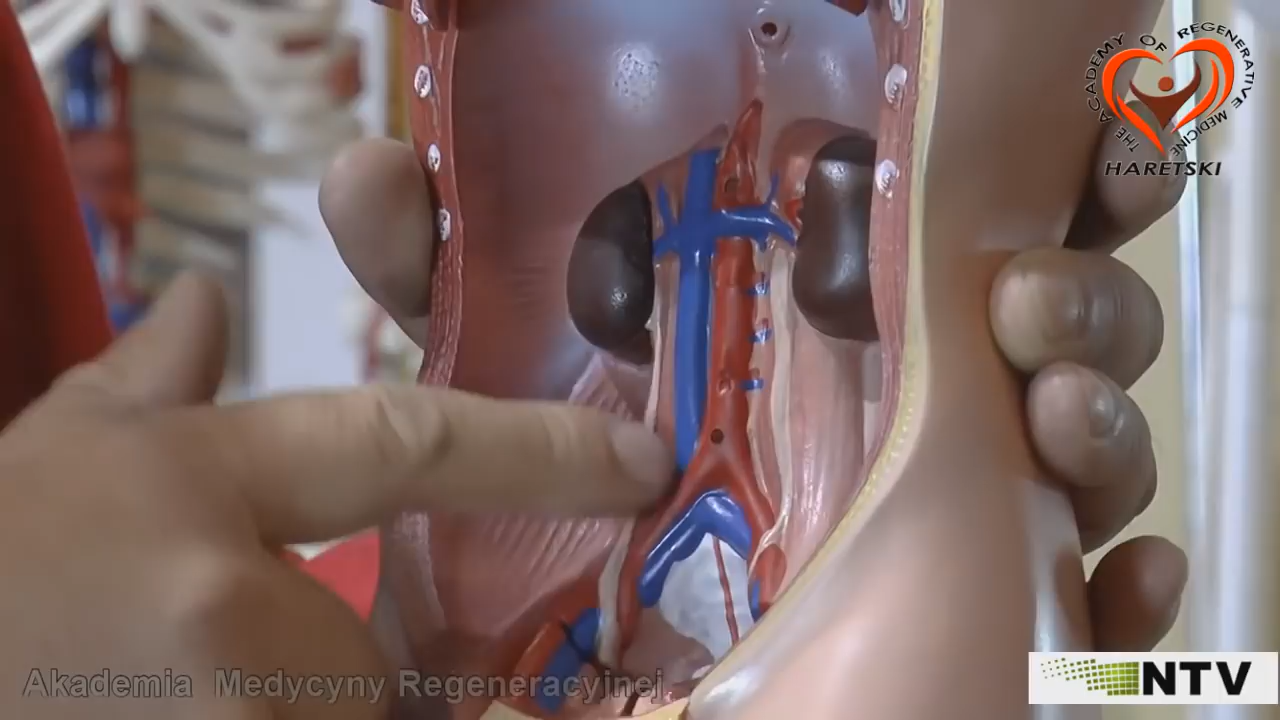 THE ACADEMY OF REGENERATIVE MEDICINE
HARETSKI
Akademia Medycyny Regeneracyjnej
NTV